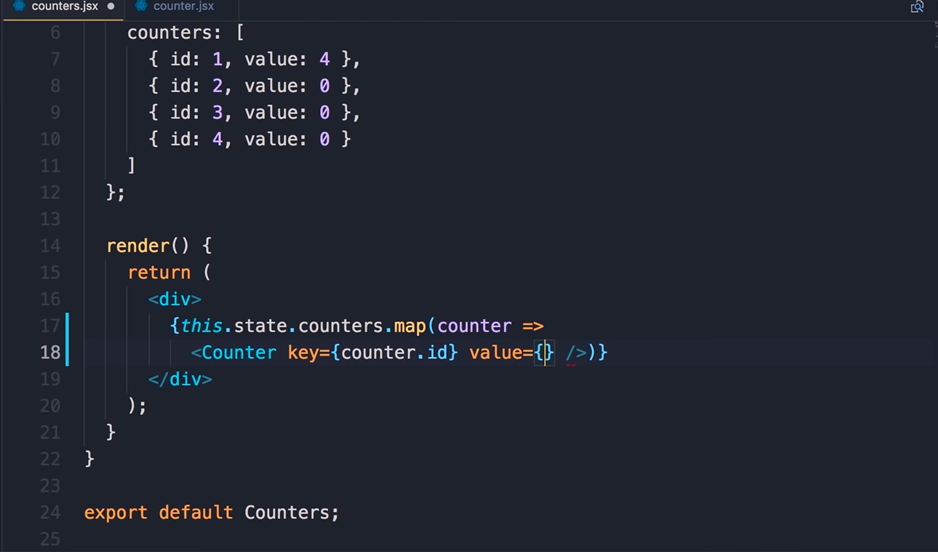 counters.jsx ● counter.jsx
6 counters: [
7 { id: 1, value: 4 },
8 { id: 2, value: 0 },
9 { id: 3, value: 0 },
10 { id: 4, value: 0 }
11 ]
12 };
13
14 render() {
15 return (
16 <div>
17 {this.state.counters.map(counter =>
18 <Counter key={counter.id} value={} />)}
19 </div>
20 );
21 }
22 }
23
24 export default Counters;
25